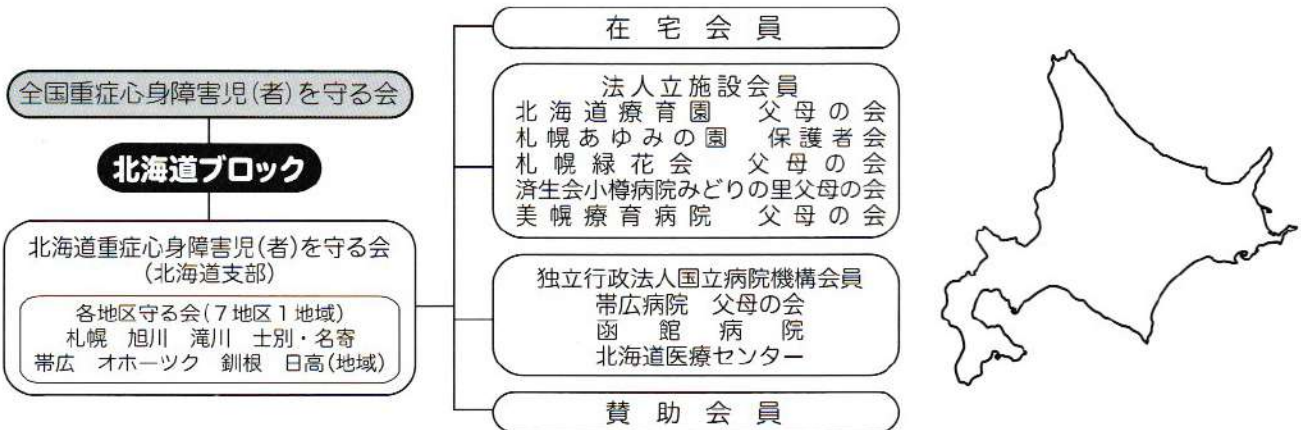 全国重症心身障害児(者)を守る会
北海道ブロック
北海道重症心身障害児(者)を守る会
(北海道支部)
各地区守る会(7地区1地域)
札幌 旭川 滝川 士別・名寄
帯広 オホーツク 釧根 日高(地域)
在宅会員
法人立施設会員
北海道療育園 父母の会
札幌あゆみの園 保護者会
札幌緑花会 父母の会
済生会小樽病院みどりの里父母の会
美幌療育病院 父母の会
独立行政法人国立病院機構会員
帯広病院 父母の会
函館病院
北海道医療センター
賛助会員